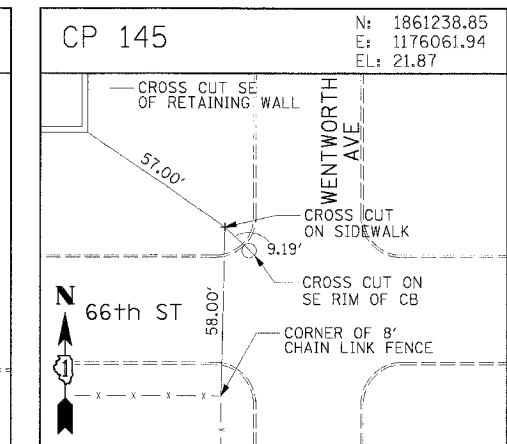 CP 145
N: 1861238.85
E: 1176061.94
EL: 21.87
CROSS CUT SE
OF RETAINING WALL
WENTWORTH
AVE
57.00'
CROSS CUT
ON SIDEWALK
9.19'
CROSS CUT ON
SE RIM OF CB
N
66th ST
58.00'
CORNER OF 8'
CHAIN LINK FENCE
1
x x x x
x